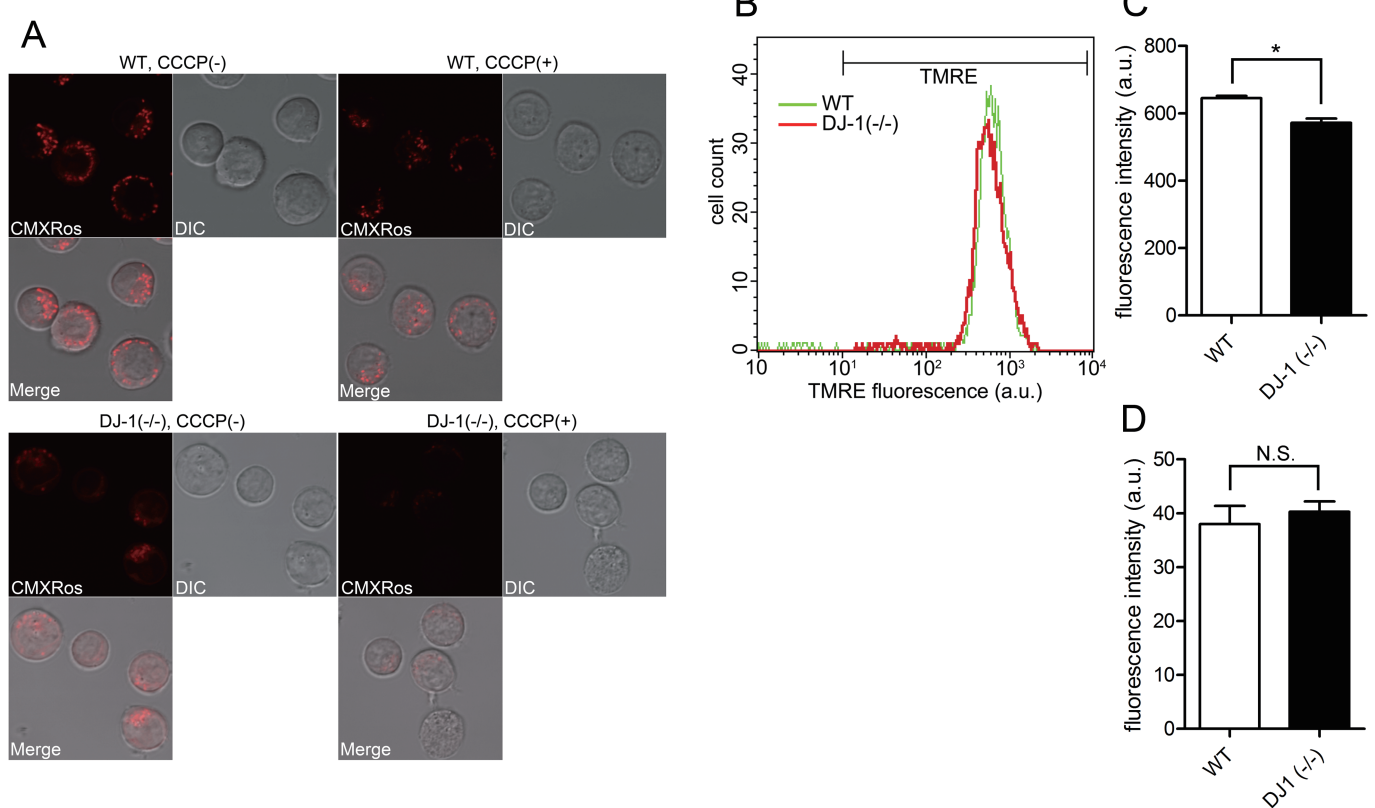 A
WT, CCCP(-)
WT, CCCP(+)
CMXRos
DIC
CMXRos
DIC
Merge
Merge
DJ-1(-/-), CCCP(-)
DJ-1(-/-), CCCP(+)
CMXRos
DIC
CMXRos
DIC
Merge
Merge
B
TMRE
WT
DJ-1(-/-)
cell count
40
30
20
10
0
10
10¹
10²
10³
10⁴
TMRE fluorescence (a.u.)
C
*
fluorescence intensity (a.u.)
800
600
400
200
0
WT
DJ-1 (-/-)
D
N.S.
fluorescence intensity (a.u.)
50
40
30
20
10
0
WT
DJ1 (-/-)